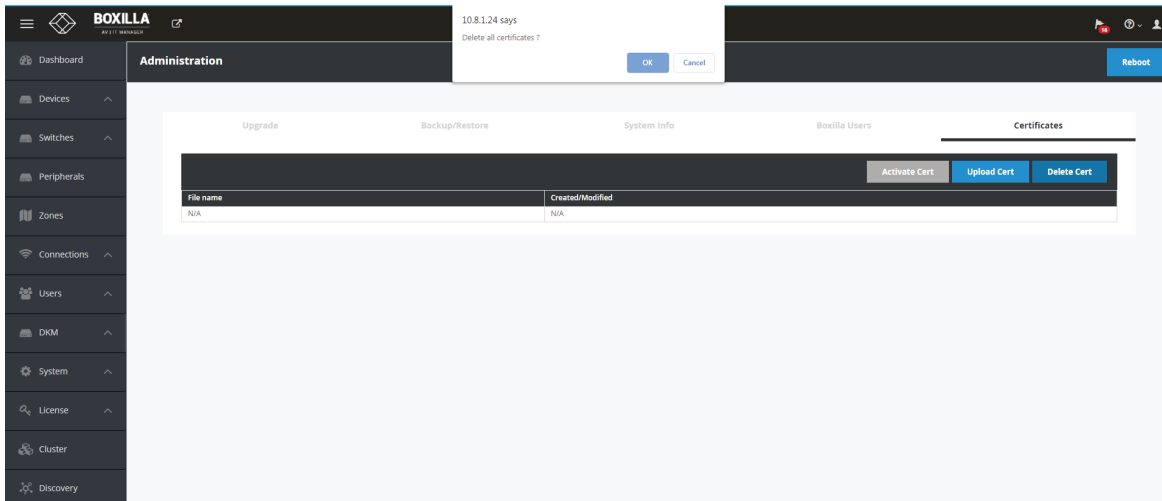 10.8.1.24 says
Delete all certificates ?
OK
Cancel
BOXILLA
AV | IT MANAGER
18
Dashboard
Administration
Reboot
Devices
Switches
Peripherals
Zones
Connections
Users
DKM
System
License
Cluster
Discovery
Upgrade
Backup/Restore
System Info
Boxilla Users
Certificates
Activate Cert
Upload Cert
Delete Cert
File name
Created/Modified
N/A
N/A